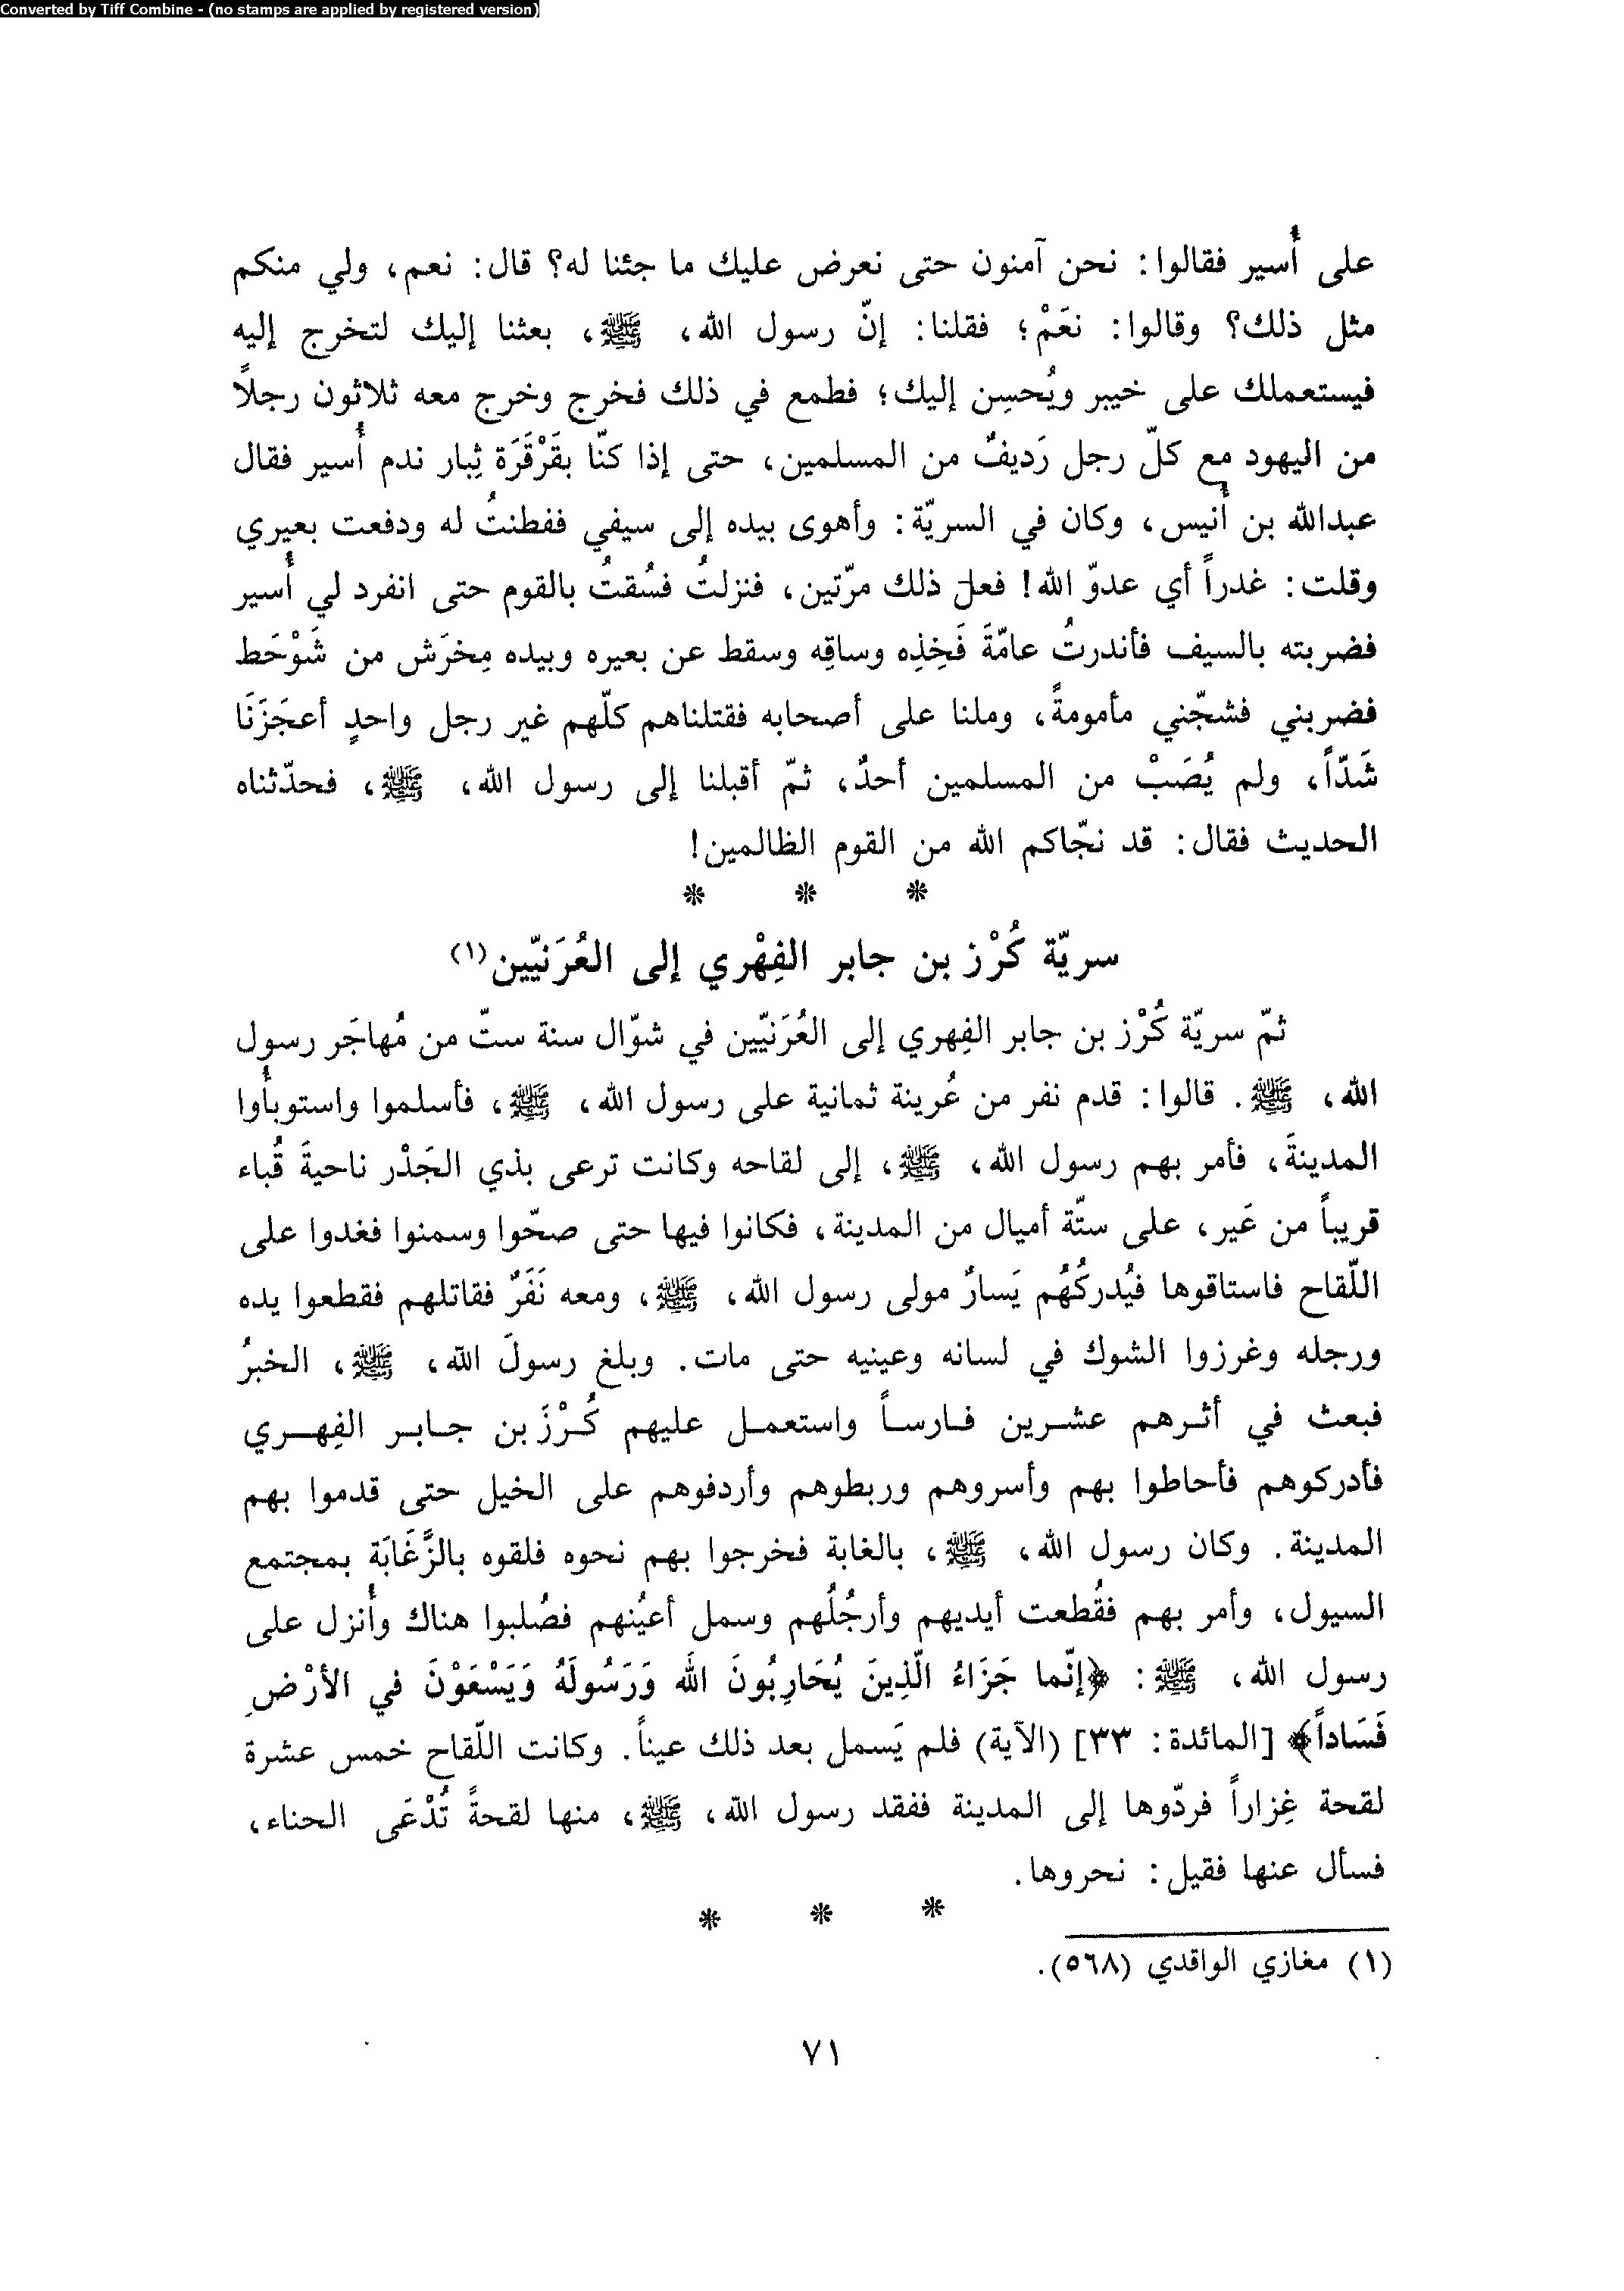 Converted by Tiff Combine - (no stamps are applied by registered version)
على أُسير فقالوا: نحن آمنون حتى نعرض عليك ما جئنا له؟ قال: نعم، ولي منكم
مثل ذلك؟ وقالوا: نعَمْ؛ فقلنا: إنّ رسول الله، ﷺ، بعثنا إليك لتخرج إليه
فيستعملك على خيبر ويُحسِن إليك؛ فطمع في ذلك فخرج وخرج معه ثلاثون رجلاً
من اليهود مع كلّ رجل رَديفٌ من المسلمين، حتى إذا كنّا بقَرْقَرَة ثِبار ندم أُسير فقال
عبدالله بن أُنيس، وكان في السريّة: وأهوى بيده إلى سيفي ففطنتُ له ودفعت بعيري
وقلت: غدراً أي عدوّ الله! فعل ذلك مرّتين، فنزلتُ فسُقتُ بالقوم حتى انفرد لي أُسير
فضربته بالسيف فأندرتُ عامّةَ فَخِذِه وساقِه وسقط عن بعيره وبيده مِخرَش من شَوْحَط
فضربني فشجّني مأمومةً، وملنا على أصحابه فقتلناهم كلّهم غير رجل واحدٍ أعجَزَنَا
شَدّاً، ولم يُصَبْ من المسلمين أحدٌ، ثمّ أقبلنا إلى رسول الله، ﷺ، فحدّثناه
الحديث فقال: قد نجّاكم الله من القوم الظالمين!
* * *
سريّة كُرْز بن جابر الفِهْري إلى العُرَنيّين(١)
ثمّ سريّة كُرْز بن جابر الفِهري إلى العُرَنيّين في شوّال سنة ستّ من مُهاجَر رسول
الله، ﷺ. قالوا: قدم نفر من عُرينة ثمانية على رسول الله، ﷺ، فأسلموا واستوبأوا
المدينةَ، فأمر بهم رسول الله، ﷺ، إلى لقاحه وكانت ترعى بذي الجَدْر ناحيةَ قُباء
قريباً من عَير، على ستّة أميال من المدينة، فكانوا فيها حتى صحّوا وسمنوا فغدوا على
اللّقاح فاستاقوها فيُدركُهُم يَسارٌ مولى رسول الله، ﷺ، ومعه نَفَرٌ فقاتلهم فقطعوا يده
ورجله وغرزوا الشوك في لسانه وعينيه حتى مات. وبلغ رسولَ الله، ﷺ، الخبرُ
فبعث في أثرهم عشرين فارساً واستعمل عليهم كُرْزَ بن جابر الفِهري
فأدركوهم فأحاطوا بهم وأسروهم وربطوهم وأردفوهم على الخيل حتى قدموا بهم
المدينة. وكان رسول الله، ﷺ، بالغابة فخرجوا بهم نحوه فلقوه بالزَّغَابَة بمجتمع
السيول، وأمر بهم فقُطعت أيديهم وأرجُلُهم وسمل أعيُنهم فصُلبوا هناك وأُنزل على
رسول الله، ﷺ: ﴿إنّما جَزَاءُ الّذِينَ يُحَارِبُونَ الله وَرَسُولَهُ وَيَسْعَوْنَ في الأرْضِ
فَسَاداً﴾ [المائدة: ٣٣] (الآية) فلم يَسمل بعد ذلك عيناً. وكانت اللّقاح خمس عشرة
لقحة غِزاراً فردّوها إلى المدينة ففقد رسول الله، ﷺ، منها لقحةً تُدْعَى الحناء،
فسأل عنها فقيل: نحروها.
* * *
(١) مغازي الواقدي (٥٦٨).
٧١